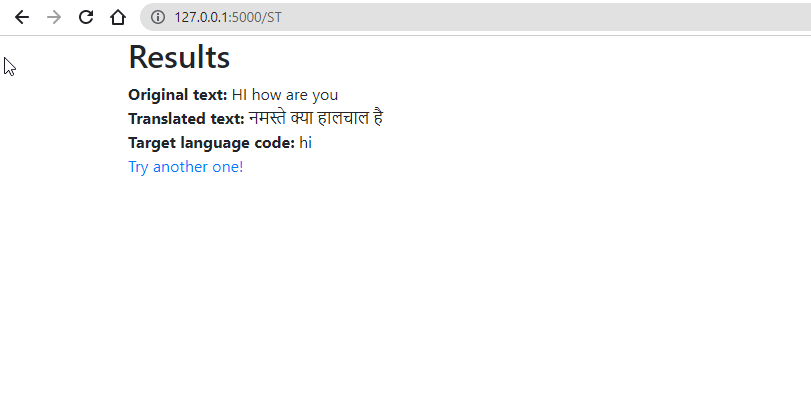 127.0.0.1:5000/ST
Results
Original text: HI how are you
Translated text: नमस्ते क्या हालचाल है
Target language code: hi
Try another one!